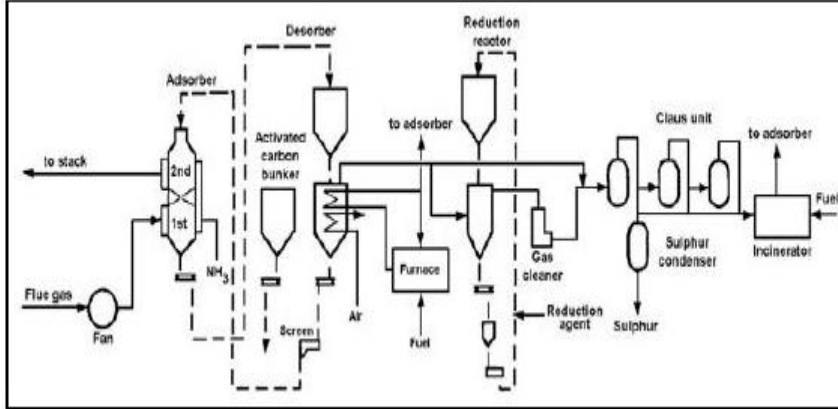 Desorber
Reduction
reactor
Adsorber
Activated
carbon
bunker
to adsorber
Claus unit
to adsorber
to stack
2nd
1st
NH3
Flue gas
Fan
Screen
Air
Furnace
Fuel
Gas
cleaner
Reduction
agent
Sulphur
condenser
Sulphur
Fuel
Incinerator